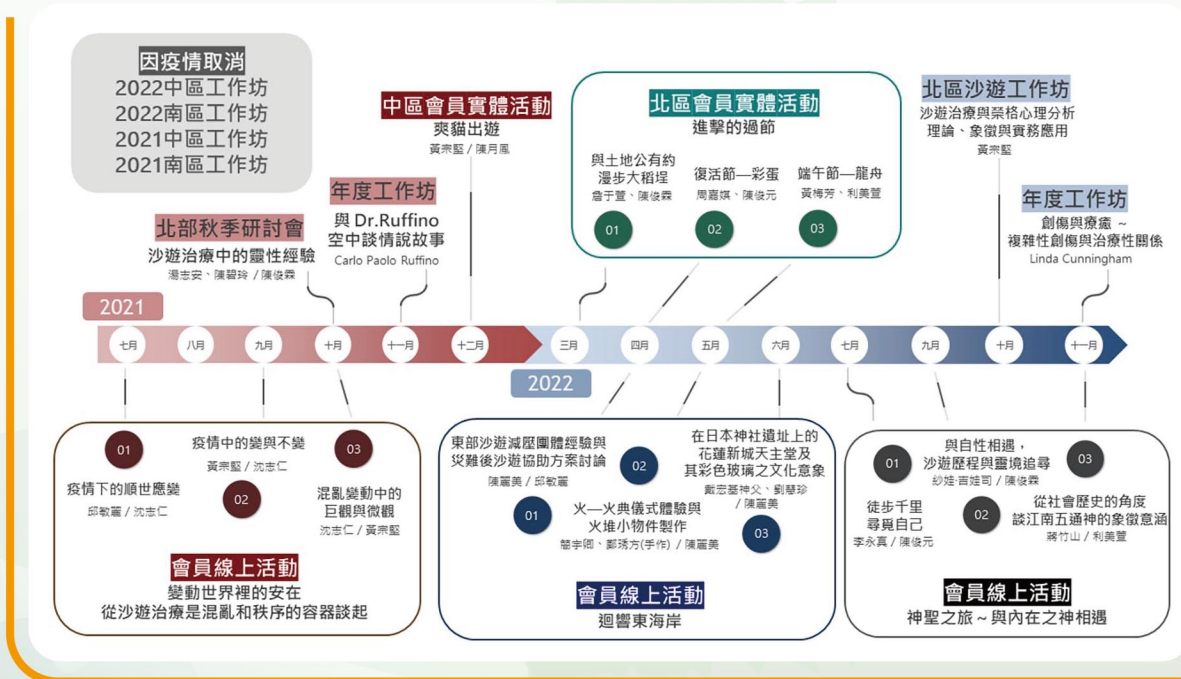 因疫情取消
2022中區工作坊
2022南區工作坊
2021中區工作坊
2021南區工作坊
北部秋季研討會
沙遊治療中的靈性經驗
湯志安、陳碧玲 / 陳俊霖
年度工作坊
與 Dr.Ruffino
空中談情說故事
Carlo Paolo Ruffino
中區會員實體活動
爽貓出遊
黃宗堅 / 陳月鳳
北區會員實體活動
進擊的過節
與土地公有約
漫步大稻埕
詹于萱、陳俊霖
01
復活節—彩蛋
周嘉娸、陳俊元
02
端午節—龍舟
黃梅芳、利美萱
03
北區沙遊工作坊
沙遊治療與榮格心理分析
理論、象徵與實務應用
黃宗堅
年度工作坊
創傷與療癒 ~
複雜性創傷與治療性關係
Linda Cunningham
2021
七月
八月
九月
十月
十一月
十二月
三月
四月
五月
六月
七月
九月
十月
十一月
2022
01
疫情下的順世應變
邱敏麗 / 沈志仁
疫情中的變與不變
黃宗堅 / 沈志仁
02
03
混亂變動中的
巨觀與微觀
沈志仁 / 黃宗堅
會員線上活動
變動世界裡的安在
從沙遊治療是混亂和秩序的容器談起
東部沙遊減壓團體經驗與
災難後沙遊協助方案討論
陳麗美 / 邱敏麗
02
01
火—火典儀式體驗與
火堆小物件製作
簡宇卿、鄭琇方(手作) / 陳麗美
在日本神社遺址上的
花蓮新城天主堂及
其彩色玻璃之文化意象
戴宏基神父、劉慧珍
/ 陳麗美
03
會員線上活動
迴響東海岸
01
徒步千里
尋覓自己
李永真 / 陳俊元
與自性相遇，
沙遊歷程與靈境追尋
紗娃·吉娃司 / 陳俊霖
02
03
從社會歷史的角度
談江南五通神的象徵意涵
蔣竹山 / 利美萱
會員線上活動
神聖之旅 ~ 與內在之神相遇